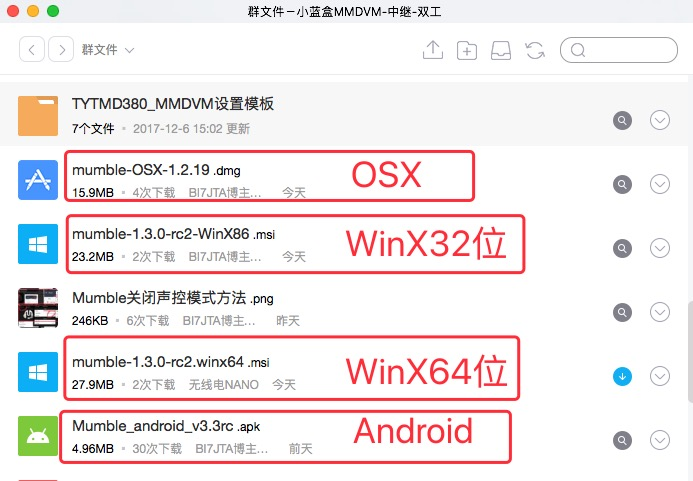 群文件－小蓝盒MMDVM-中继-双工
群文件
TYTMD380_MMDVM设置模板
7个文件 2017-12-6 15:02 更新
mumble-OSX-1.2.19 .dmg
OSX
15.9MB 4次下载 BI7JTA博主... 今天
mumble-1.3.0-rc2-WinX86 .msi
WinX32位
23.2MB 2次下载 BI7JTA博主... 今天
Mumble关闭声控模式方法 .png
246KB 6次下载 BI7JTA博主... 昨天
mumble-1.3.0-rc2.winx64 .msi
WinX64位
27.9MB 2次下载 无线电NANO 今天
Mumble_android_v3.3rc .apk
Android
4.96MB 30次下载 BI7JTA博主... 前天